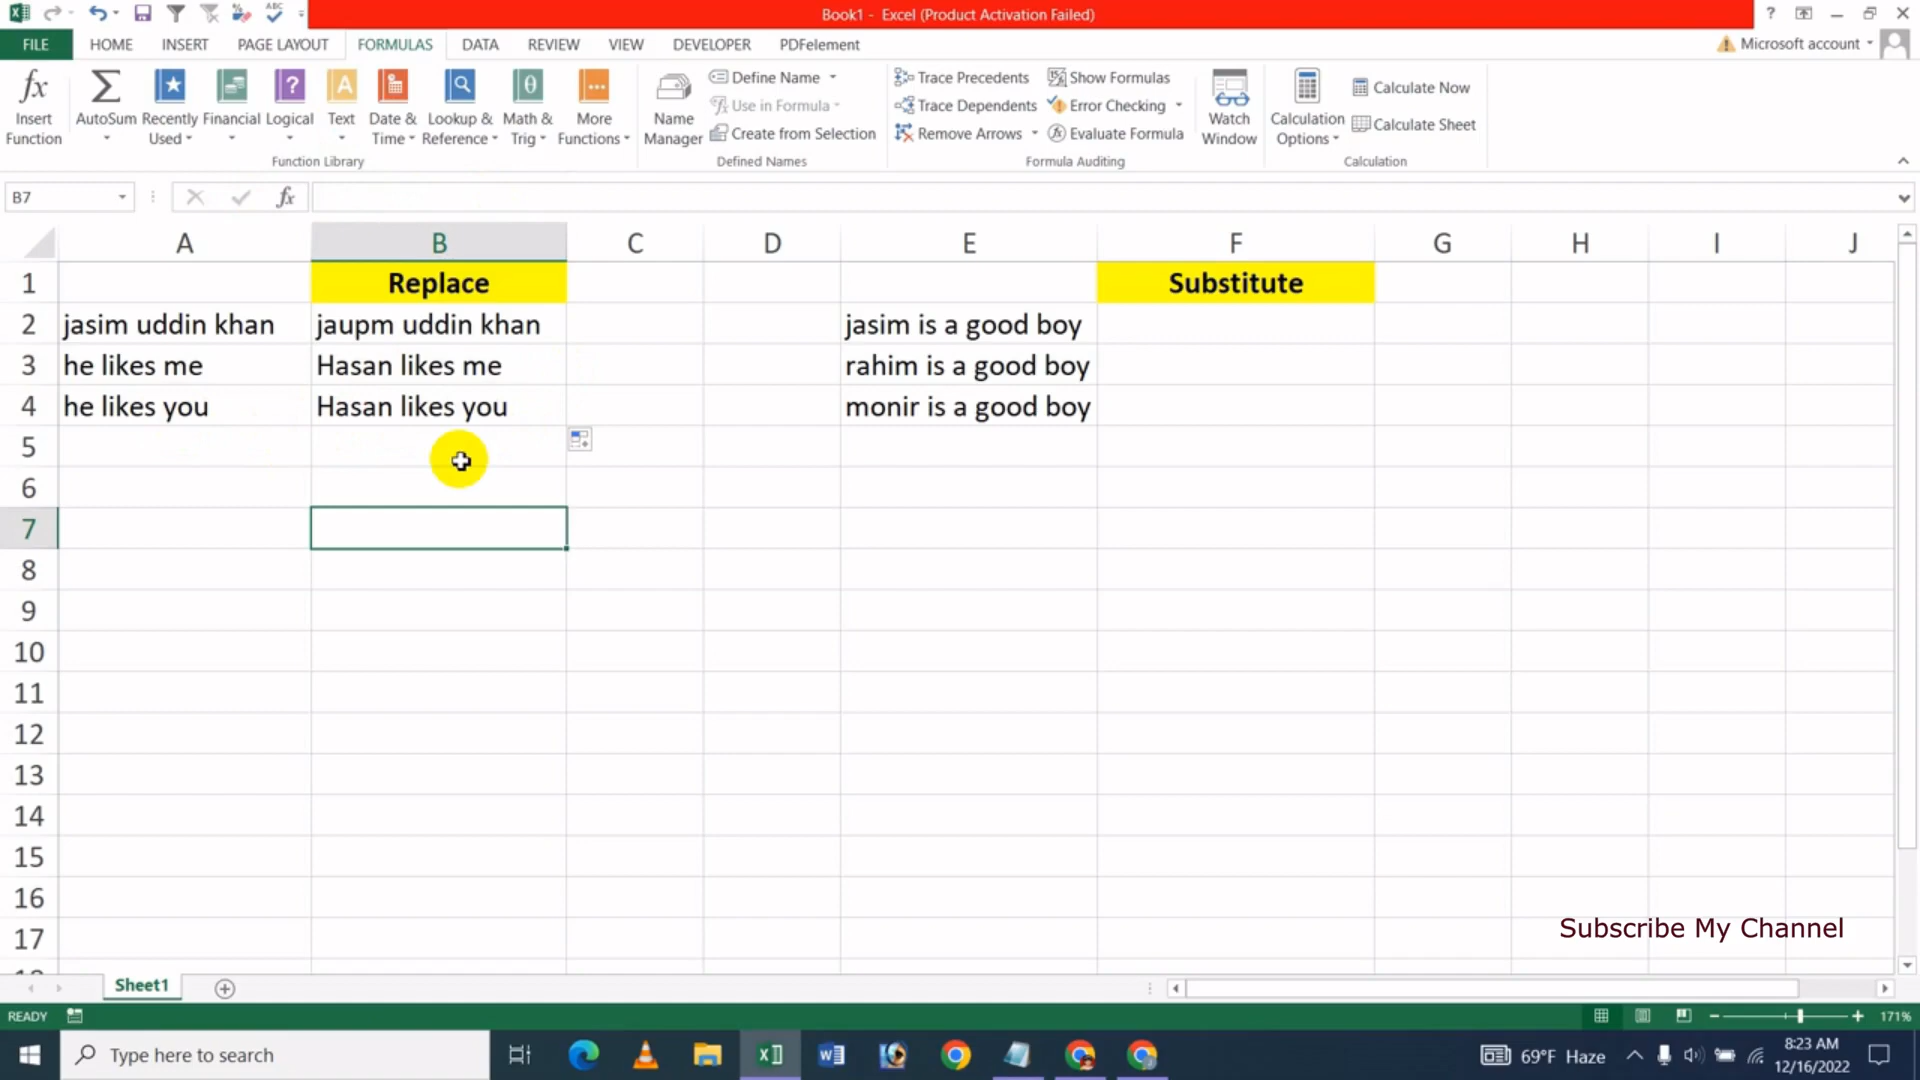 Book1 - Excel (Product Activation Failed)
FILE HOME INSERT PAGE LAYOUT FORMULAS DATA REVIEW VIEW DEVELOPER PDFelement Microsoft account
Insert Function
AutoSum
Recently Used
Financial
Logical
Text
Date & Time
Lookup & Reference
Math & Trig
More Functions
Function Library
Name Manager
Define Name
Use in Formula
Create from Selection
Defined Names
Trace Precedents
Trace Dependents
Remove Arrows
Show Formulas
Error Checking
Evaluate Formula
Formula Auditing
Watch Window
Calculation Options
Calculate Now
Calculate Sheet
Calculation
B7 fx
A B C D E F G H I J
1 Replace Substitute
2 jasim uddin khan jaupm uddin khan jasim is a good boy
3 he likes me Hasan likes me rahim is a good boy
4 he likes you Hasan likes you monir is a good boy
5
6
7
8
9
10
11
12
13
14
15
16
17
Subscribe My Channel
Sheet1
READY 171%
Type here to search
69°F Haze
8:23 AM
12/16/2022